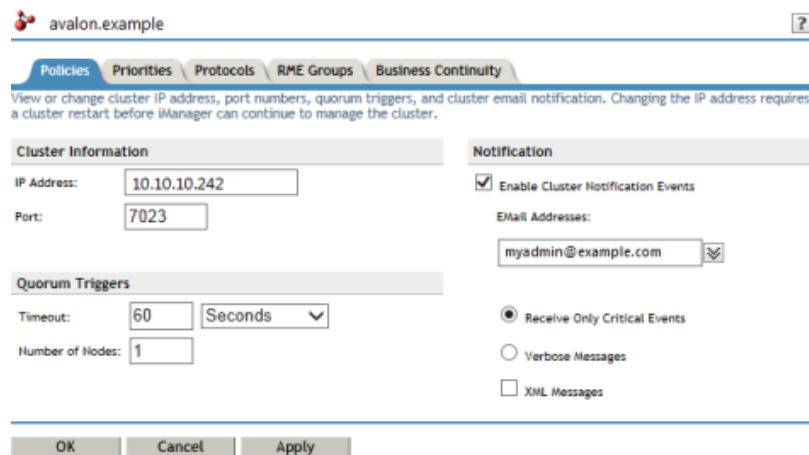 avalon.example
?
Policies Priorities Protocols RME Groups Business Continuity
View or change cluster IP address, port numbers, quorum triggers, and cluster email notification. Changing the IP address requires
a cluster restart before iManager can continue to manage the cluster.
Cluster Information
IP Address: 10.10.10.242
Port: 7023
Quorum Triggers
Timeout: 60 Seconds
Number of Nodes: 1
Notification
Enable Cluster Notification Events
EMail Addresses:
myadmin@example.com
Receive Only Critical Events
Verbose Messages
XML Messages
OK Cancel Apply